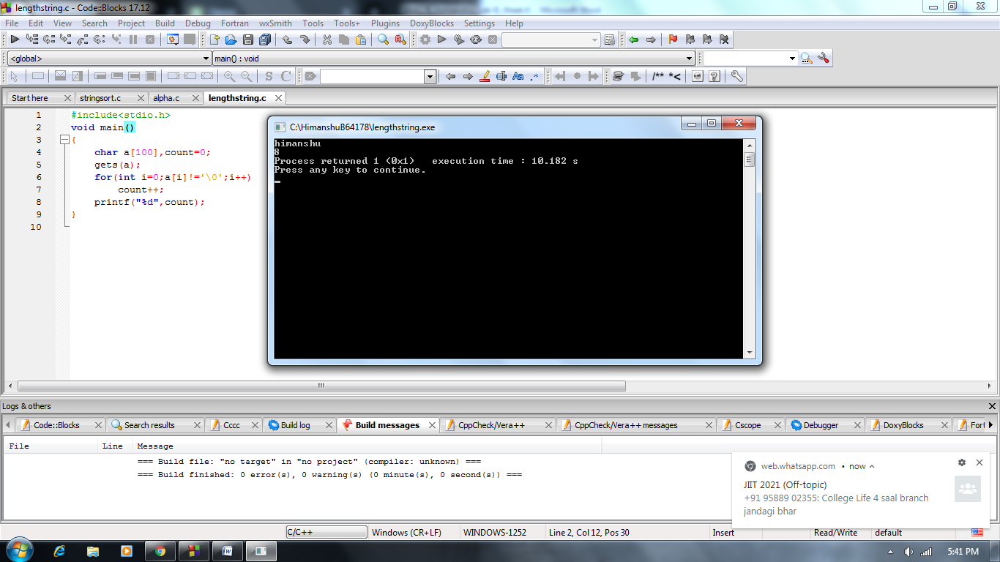 lengthstring.c - Code::Blocks 17.12
File Edit View Search Project Build Debug Fortran wxSmith Tools Tools+ Plugins DoxyBlocks Settings Help
<global> main() : void
S C Aa .* /** *<
Start here stringsort.c alpha.c lengthstring.c
1 #include<stdio.h>
2 void main()
3 {
4 char a[100],count=0;
5 gets(a);
6 for(int i=0;a[i]!='\0';i++)
7 count++;
8 printf("%d",count);
9 }
10
C:\HimanshuB64178\lengthstring.exe
himanshu
8
Process returned 1 (0x1)   execution time : 10.182 s
Press any key to continue.
Logs & others
Code::Blocks Search results Cccc Build log Build messages CppCheck/Vera++ CppCheck/Vera++ messages Cscope Debugger DoxyBlocks Fort
File Line Message
=== Build file: "no target" in "no project" (compiler: unknown) ===
=== Build finished: 0 error(s), 0 warning(s) (0 minute(s), 0 second(s)) ===
web.whatsapp.com • now
JIIT 2021 (Off-topic)
+91 95889 02355: College Life 4 saal branch
jandagi bhar
C/C++ Windows (CR+LF) WINDOWS-1252 Line 2, Col 12, Pos 30 Insert Read/Write default
5:41 PM